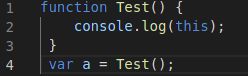 1 function Test() {
2     console.log(this);
3 }
4 var a = Test();